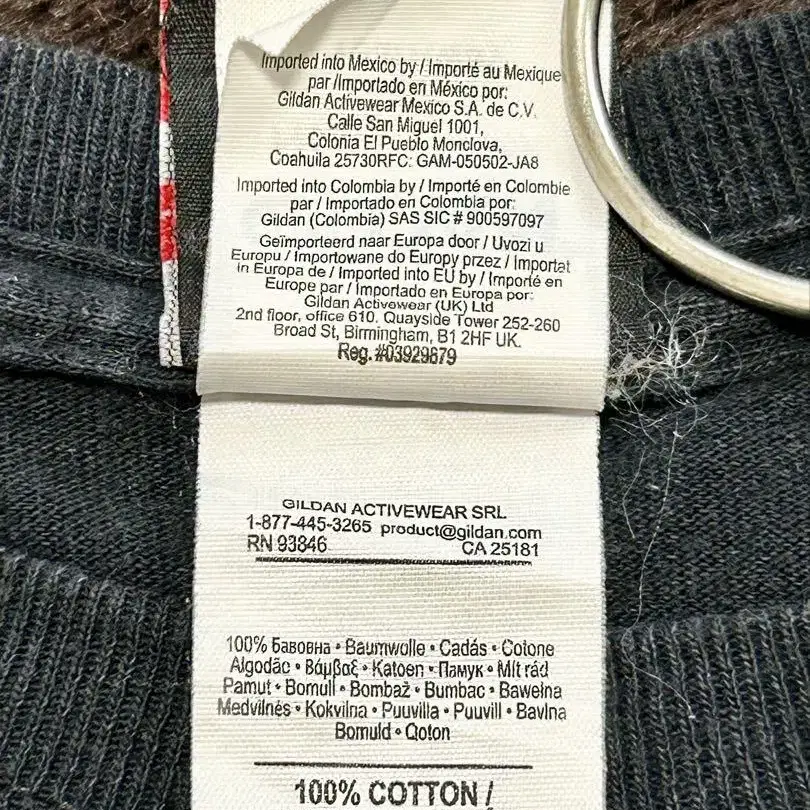 Imported into Mexico by / Importé au Mexique
par /Importado en México por:
Gildan Activewear Mexico S.A. de C.V.
Calle San Miguel 1001,
Colonia El Pueblo Monclova,
Coahuila 25730RFC: GAM-050502-JA8
Imported into Colombia by / Importé en Colombie
par / Importado en Colombia por:
Gildan (Colombia) SAS SIC # 900597097
Geïmporteerd naar Europa door / Uvozi u
Europu / Importowane do Europy przez / Importat
în Europa de / Imported into EU by / Importé en
Europe par / Importado en Europa por:
Gildan Activewear (UK) Ltd
2nd floor, office 610. Quayside Tower 252-260
Broad St, Birmingham, B1 2HF UK.
Reg. #03929679
GILDAN ACTIVEWEAR SRL
1-877-445-3265 product@gildan.com
RN 93846 CA 25181
100% бавовна • Baumwolle • Cadás • Cotone
Algodão • Βάμβαξ • Katoen • Памук • Mít rád
Pamut • Bomull • Bombaž • Bumbac • Bawełna
Medvilnės • Kokvilna • Puuvilla • Puuvill • Bavlna
Bomuld • Qoton
100% COTTON /